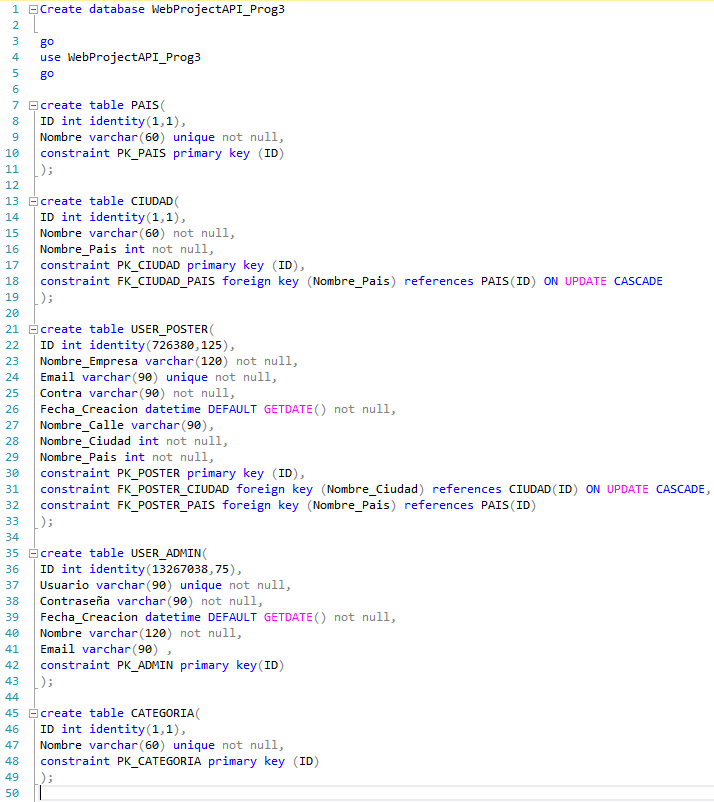 1 Create database WebProjectAPI_Prog3
2
3 go
4 use WebProjectAPI_Prog3
5 go
6
7 create table PAIS(
8 ID int identity(1,1),
9 Nombre varchar(60) unique not null,
10 constraint PK_PAIS primary key (ID)
11 );
12
13 create table CIUDAD(
14 ID int identity(1,1),
15 Nombre varchar(60) not null,
16 Nombre_Pais int not null,
17 constraint PK_CIUDAD primary key (ID),
18 constraint FK_CIUDAD_PAIS foreign key (Nombre_Pais) references PAIS(ID) ON UPDATE CASCADE
19 );
20
21 create table USER_POSTER(
22 ID int identity(726380,125),
23 Nombre_Empresa varchar(120) not null,
24 Email varchar(90) unique not null,
25 Contra varchar(90) not null,
26 Fecha_Creacion datetime DEFAULT GETDATE() not null,
27 Nombre_Calle varchar(90),
28 Nombre_Ciudad int not null,
29 Nombre_Pais int not null,
30 constraint PK_POSTER primary key (ID),
31 constraint FK_POSTER_CIUDAD foreign key (Nombre_Ciudad) references CIUDAD(ID) ON UPDATE CASCADE,
32 constraint FK_POSTER_PAIS foreign key (Nombre_Pais) references PAIS(ID)
33 );
34
35 create table USER_ADMIN(
36 ID int identity(13267038,75),
37 Usuario varchar(90) unique not null,
38 Contraseña varchar(90) not null,
39 Fecha_Creacion datetime DEFAULT GETDATE() not null,
40 Nombre varchar(120) not null,
41 Email varchar(90) ,
42 constraint PK_ADMIN primary key(ID)
43 );
44
45 create table CATEGORIA(
46 ID int identity(1,1),
47 Nombre varchar(60) unique not null,
48 constraint PK_CATEGORIA primary key (ID)
49 );
50